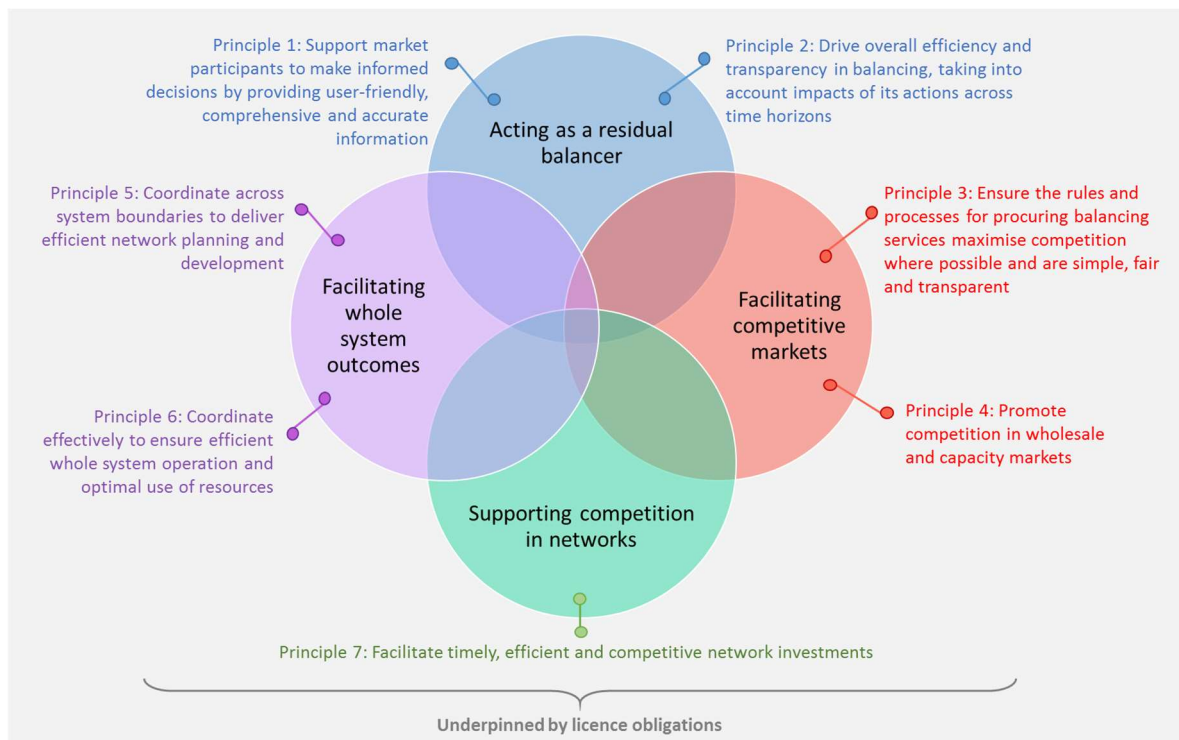 Principle 1: Support market
participants to make informed
decisions by providing user-friendly,
comprehensive and accurate
information
Principle 2: Drive overall efficiency and
transparency in balancing, taking into
account impacts of its actions across
time horizons
Acting as a residual
balancer
Principle 5: Coordinate across
system boundaries to deliver
efficient network planning and
development
Principle 3: Ensure the rules and
processes for procuring balancing
services maximise competition
where possible and are simple, fair
and transparent
Facilitating
whole
system
outcomes
Facilitating
competitive
markets
Principle 6: Coordinate
effectively to ensure efficient
whole system operation and
optimal use of resources
Principle 4: Promote
competition in wholesale
and capacity markets
Supporting competition
in networks
Principle 7: Facilitate timely, efficient and competitive network investments
Underpinned by licence obligations